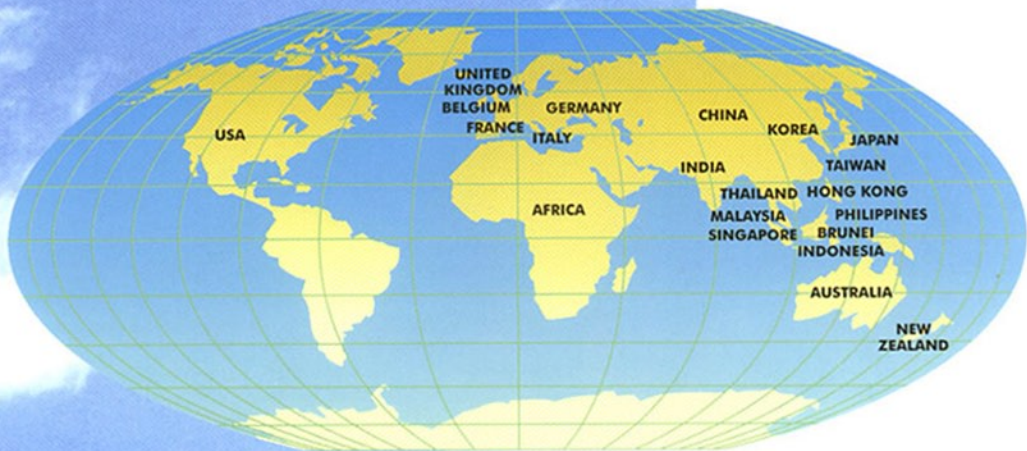 UNITED
KINGDOM
BELGIUM
GERMANY
FRANCE
ITALY
USA
CHINA
KOREA
JAPAN
INDIA
TAIWAN
THAILAND
HONG KONG
AFRICA
MALAYSIA
PHILIPPINES
SINGAPORE
BRUNEI
INDONESIA
AUSTRALIA
NEW
ZEALAND